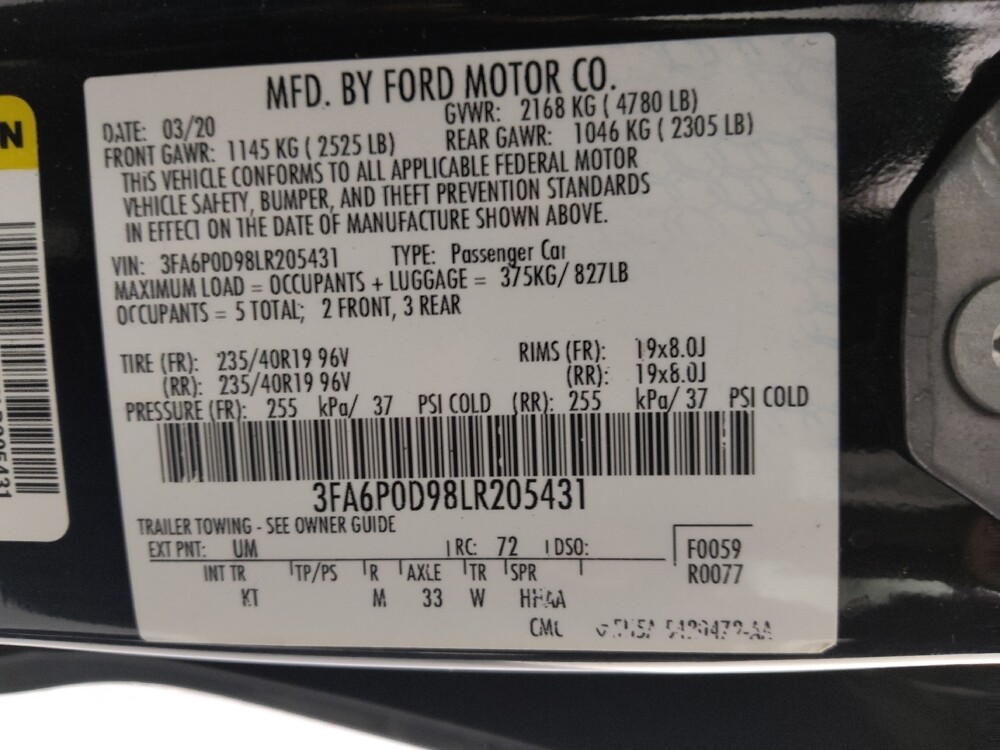 MFD. BY FORD MOTOR CO.
DATE: 03/20 GVWR: 2168 KG ( 4780 LB)
FRONT GAWR: 1145 KG ( 2525 LB) REAR GAWR: 1046 KG ( 2305 LB)
THIS VEHICLE CONFORMS TO ALL APPLICABLE FEDERAL MOTOR
VEHICLE SAFETY, BUMPER, AND THEFT PREVENTION STANDARDS
IN EFFECT ON THE DATE OF MANUFACTURE SHOWN ABOVE.
VIN: 3FA6P0D98LR205431 TYPE: Passenger Car
MAXIMUM LOAD = OCCUPANTS + LUGGAGE = 375KG/ 827LB
OCCUPANTS = 5 TOTAL; 2 FRONT, 3 REAR
TIRE (FR): 235/40R19 96V RIMS (FR): 19x8.0J
(RR): 235/40R19 96V (RR): 19x8.0J
PRESSURE (FR): 255 kPa/ 37 PSI COLD (RR): 255 kPa/ 37 PSI COLD
3FA6P0D98LR205431
TRAILER TOWING - SEE OWNER GUIDE
EXT PNT: UM RC: 72 DSO: F0059
INT TR TP/PS R AXLE TR SPR R0077
KT M 33 W HHAA
CML